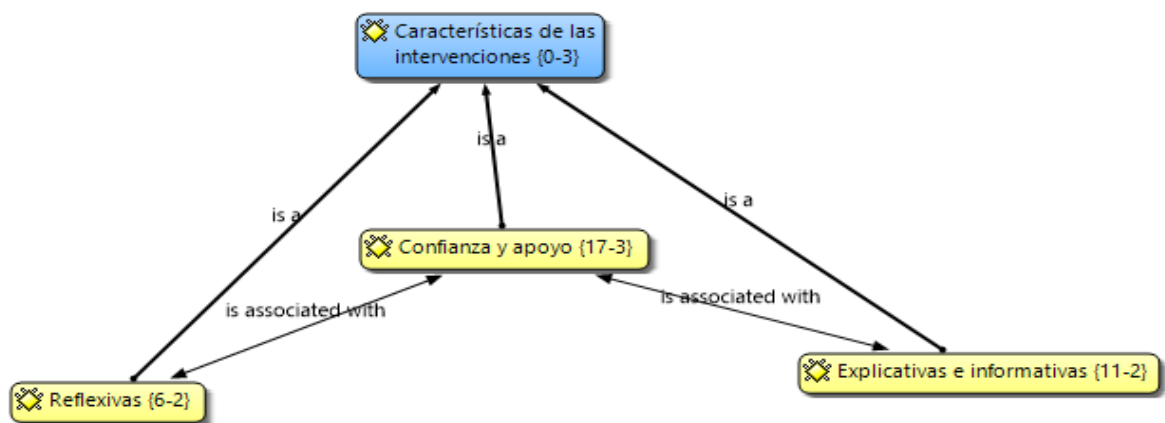 Características de las
intervenciones {0-3}
is a
is a
is a
Confianza y apoyo {17-3}
is associated with
is associated with
Explicativas e informativas {11-2}
Reflexivas {6-2}